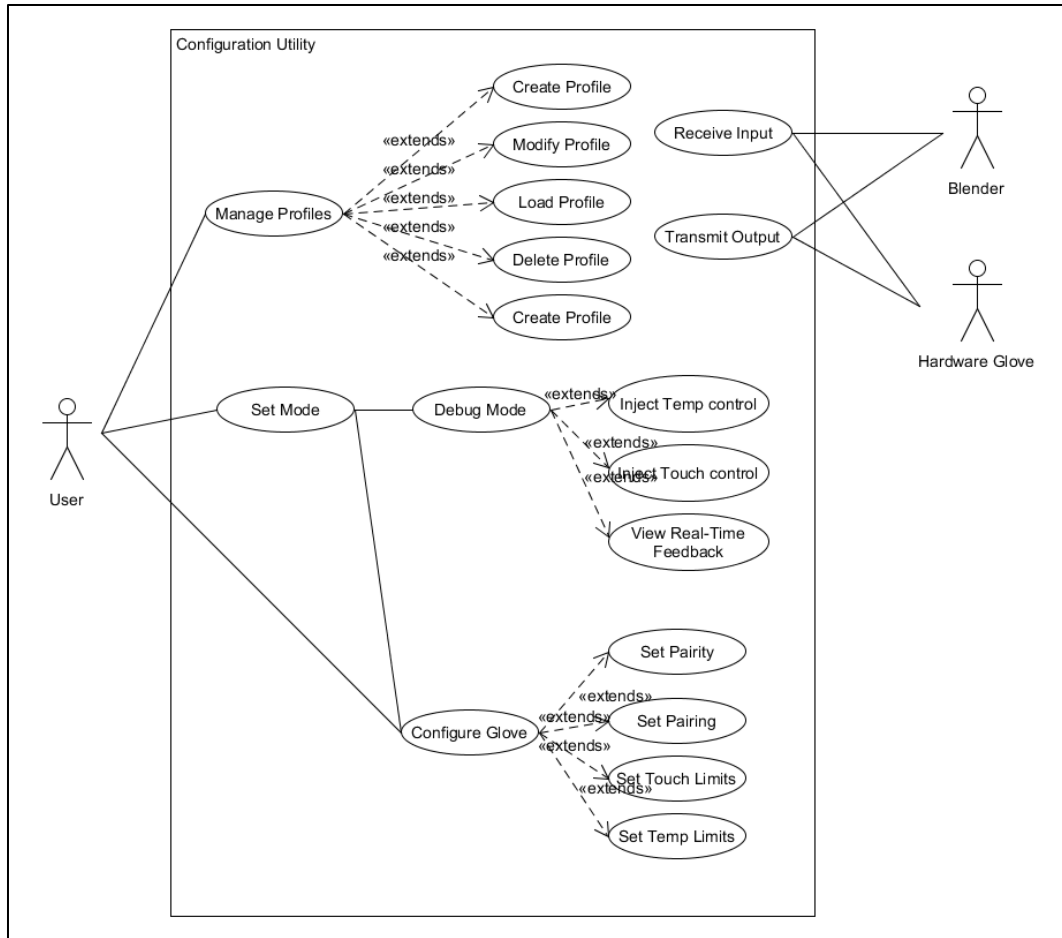 Configuration Utility
Create Profile
«extends»
Modify Profile
«extends»
Load Profile
«extends»
Manage Profiles
«extends»
Delete Profile
«extends»
Create Profile
Receive Input
Transmit Output
Blender
Hardware Glove
User
Set Mode
Debug Mode
«extends»
Inject Temp control
«extends»
Inject Touch control
«extends»
View Real-Time
Feedback
Configure Glove
Set Pairity
«extends»
Set Pairing
«extends»
«extends»
Set Touch Limits
«extends»
Set Temp Limits